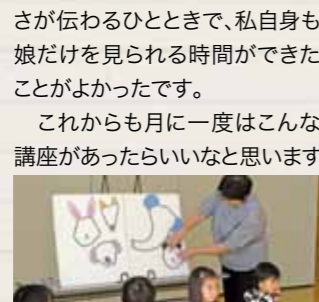 さが伝わるひとときで、私自身も
娘だけを見られる時間ができた
ことがよかったです。
これからも月に一度はこんな
講座があったらいいなと思います